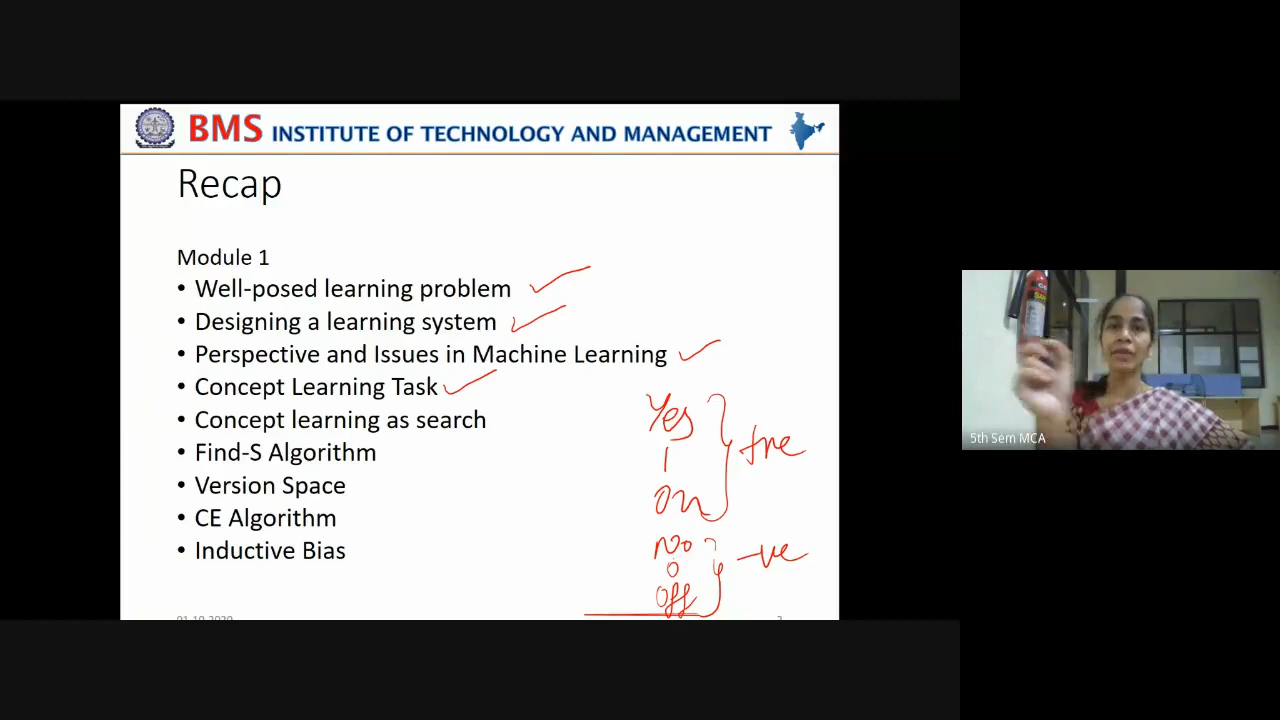 BMS INSTITUTE OF TECHNOLOGY AND MANAGEMENT
Recap
Module 1
• Well-posed learning problem
• Designing a learning system
• Perspective and Issues in Machine Learning
• Concept Learning Task
• Concept learning as search
• Find-S Algorithm
• Version Space
• CE Algorithm
• Inductive Bias
Yes
1
on
+ve
No
0
off
-ve
5th Sem MCA